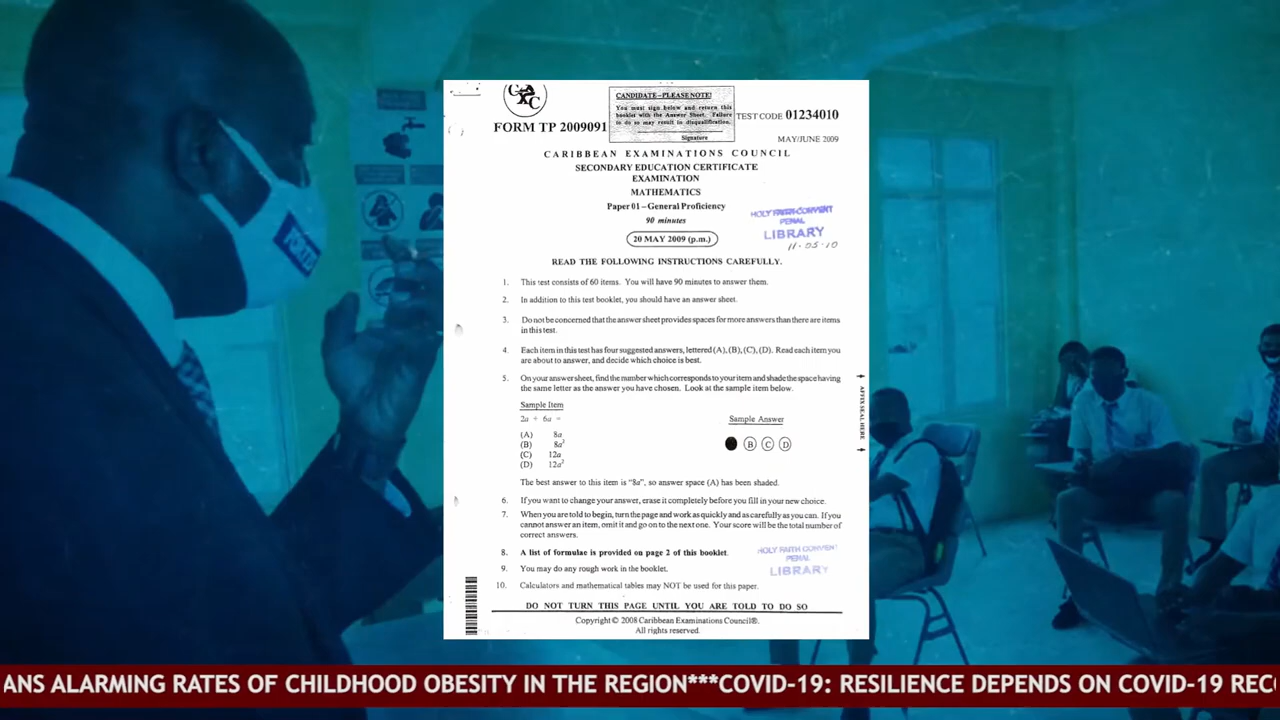 CXC
FORM TP 2009091
CANDIDATE – PLEASE NOTE!
You must sign below and return this
booklet with the Answer Sheet. Failure
to do so may result in disqualification.
Signature
TEST CODE 01234010
MAY/JUNE 2009
CARIBBEAN EXAMINATIONS COUNCIL
SECONDARY EDUCATION CERTIFICATE
EXAMINATION
MATHEMATICS
Paper 01 – General Proficiency
90 minutes
20 MAY 2009 (p.m.)
HOLY FAITH CONVENT
PENAL
LIBRARY
11-05-10
READ THE FOLLOWING INSTRUCTIONS CAREFULLY.
1. This test consists of 60 items. You will have 90 minutes to answer them.
2. In addition to this test booklet, you should have an answer sheet.
3. Do not be concerned that the answer sheet provides spaces for more answers than there are items
in this test.
4. Each item in this test has four suggested answers, lettered (A), (B), (C), (D). Read each item you
are about to answer, and decide which choice is best.
5. On your answer sheet, find the number which corresponds to your item and shade the space having
the same letter as the answer you have chosen. Look at the sample item below.
Sample Item
2a + 6a =
Sample Answer
(A) 8a
(B) 8a²
(C) 12a
(D) 12a²
B C D
The best answer to this item is "8a", so answer space (A) has been shaded.
6. If you want to change your answer, erase it completely before you fill in your new choice.
7. When you are told to begin, turn the page and work as quickly and as carefully as you can. If you
cannot answer an item, omit it and go on to the next one. Your score will be the total number of
correct answers.
8. A list of formulae is provided on page 2 of this booklet.
9. You may do any rough work in the booklet.
10. Calculators and mathematical tables may NOT be used for this paper.
HOLY FAITH CONVENT
PENAL
LIBRARY
AFFIX SEAL HERE
DO NOT TURN THIS PAGE UNTIL YOU ARE TOLD TO DO SO
Copyright © 2008 Caribbean Examinations Council®.
All rights reserved.
ANS ALARMING RATES OF CHILDHOOD OBESITY IN THE REGION***COVID-19: RESILIENCE DEPENDS ON COVID-19 REC